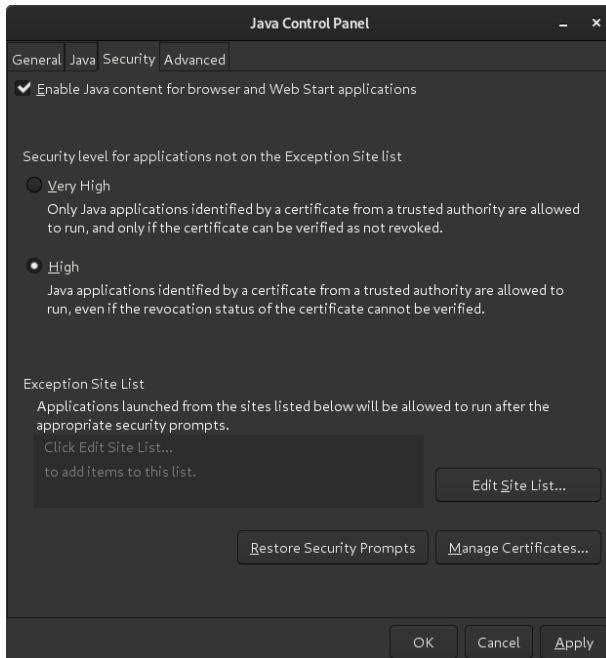 Java Control Panel
General Java Security Advanced
Enable Java content for browser and Web Start applications
Security level for applications not on the Exception Site list
Very High
Only Java applications identified by a certificate from a trusted authority are allowed
to run, and only if the certificate can be verified as not revoked.
High
Java applications identified by a certificate from a trusted authority are allowed to
run, even if the revocation status of the certificate cannot be verified.
Exception Site List
Applications launched from the sites listed below will be allowed to run after the
appropriate security prompts.
Click Edit Site List...
to add items to this list.
Edit Site List...
Restore Security Prompts Manage Certificates...
OK Cancel Apply